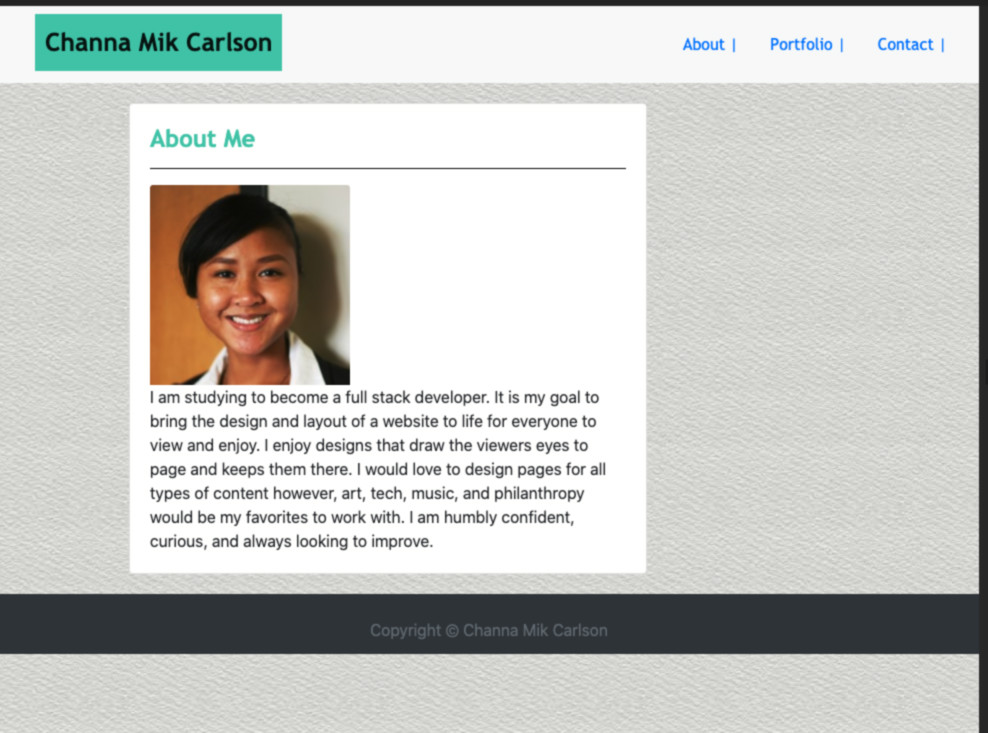 Channa Mik Carlson
About |
Portfolio |
Contact |
About Me
I am studying to become a full stack developer. It is my goal to
bring the design and layout of a website to life for everyone to
view and enjoy. I enjoy designs that draw the viewers eyes to
page and keeps them there. I would love to design pages for all
types of content however, art, tech, music, and philanthropy
would be my favorites to work with. I am humbly confident,
curious, and always looking to improve.
Copyright © Channa Mik Carlson